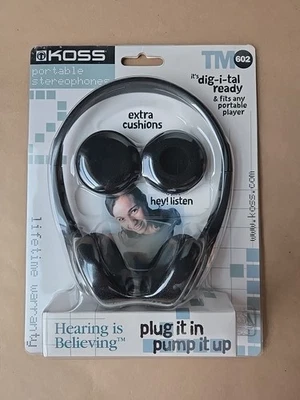 KOSS
TM 602
portable
stereophones
it's dig-i-tal
ready
& fits any
portable
player
extra
cushions
hey! listen
www.koss.com
lifetime warranty
Hearing is
Believing™
plug it in
pump it up